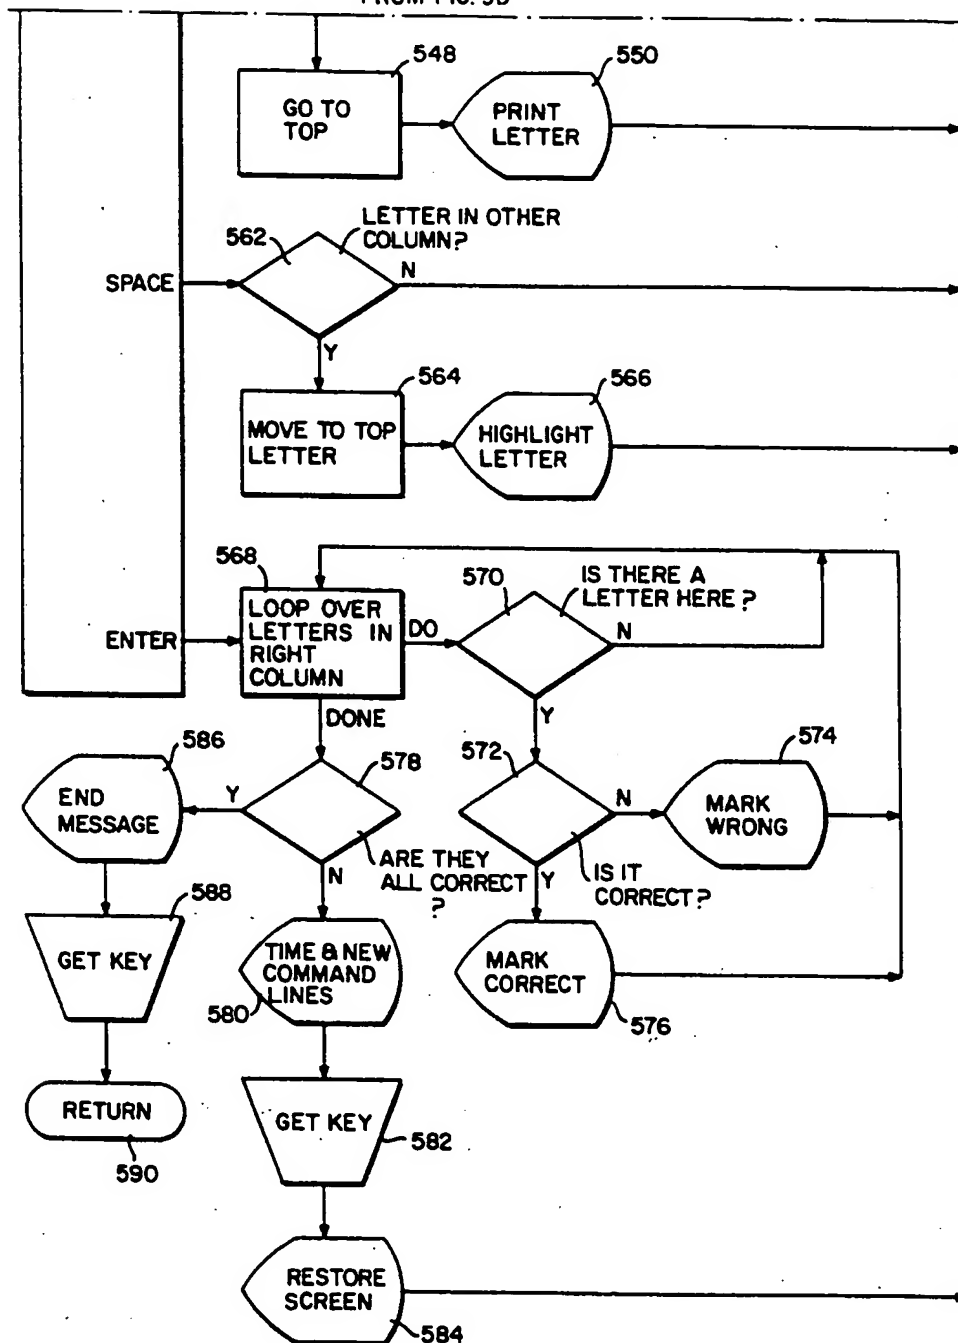 548
550
GO TO
TOP
PRINT
LETTER
LETTER IN OTHER
COLUMN?
562
SPACE
N
Y
564
566
MOVE TO TOP
LETTER
HIGHLIGHT
LETTER
568
570
IS THERE A
LETTER HERE?
ENTER
LOOP OVER
LETTERS IN
RIGHT
COLUMN
DO
N
DONE
Y
586
578
572
574
END
MESSAGE
Y
N
MARK
WRONG
ARE THEY
ALL CORRECT
?
N
Y
IS IT
CORRECT?
588
GET KEY
TIME & NEW
COMMAND
LINES
580
MARK
CORRECT
576
RETURN
590
GET KEY
582
RESTORE
SCREEN
584